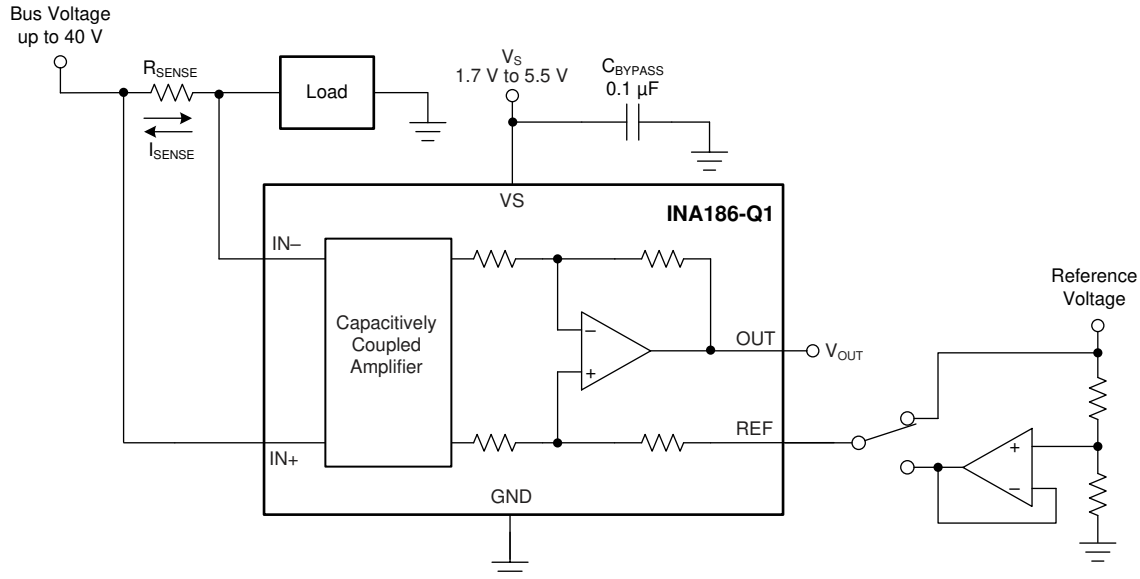 Bus Voltage
up to 40 V
RSENSE
ISENSE
Load
VS
1.7 V to 5.5 V
CBYPASS
0.1 µF
VS
INA186-Q1
IN–
Capacitively
Coupled
Amplifier
–
+
OUT
VOUT
REF
IN+
GND
Reference
Voltage
+
–